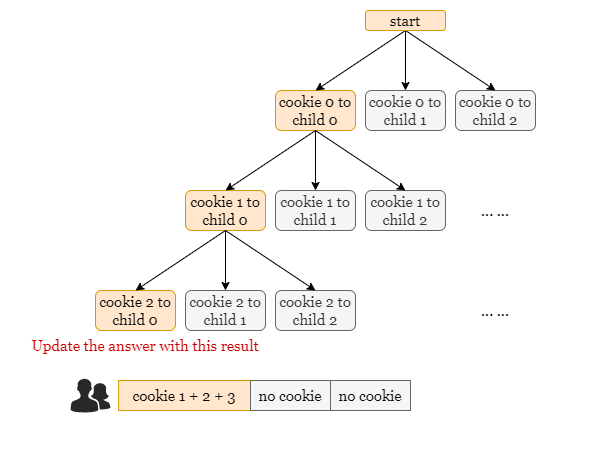 start
cookie 0 to
child 0
cookie 0 to
child 1
cookie 0 to
child 2
cookie 1 to
child 0
cookie 1 to
child 1
cookie 1 to
child 2
... ...
cookie 2 to
child 0
cookie 2 to
child 1
cookie 2 to
child 2
... ...
Update the answer with this result
cookie 1 + 2 + 3
no cookie
no cookie